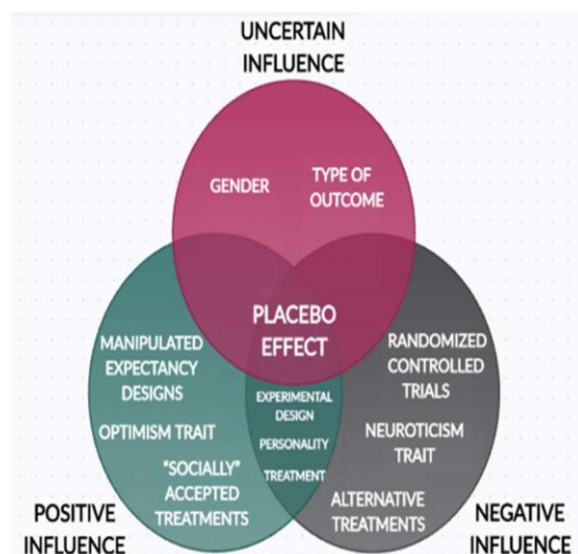 UNCERTAIN
INFLUENCE
GENDER
TYPE OF
OUTCOME
PLACEBO
EFFECT
MANIPULATED
EXPECTANCY
DESIGNS
OPTIMISM TRAIT
"SOCIALLY"
ACCEPTED
TREATMENTS
EXPERIMENTAL
DESIGN
PERSONALITY
TREATMENT
RANDOMIZED
CONTROLLED
TRIALS
NEUROTICISM
TRAIT
ALTERNATIVE
TREATMENTS
POSITIVE
INFLUENCE
NEGATIVE
INFLUENCE